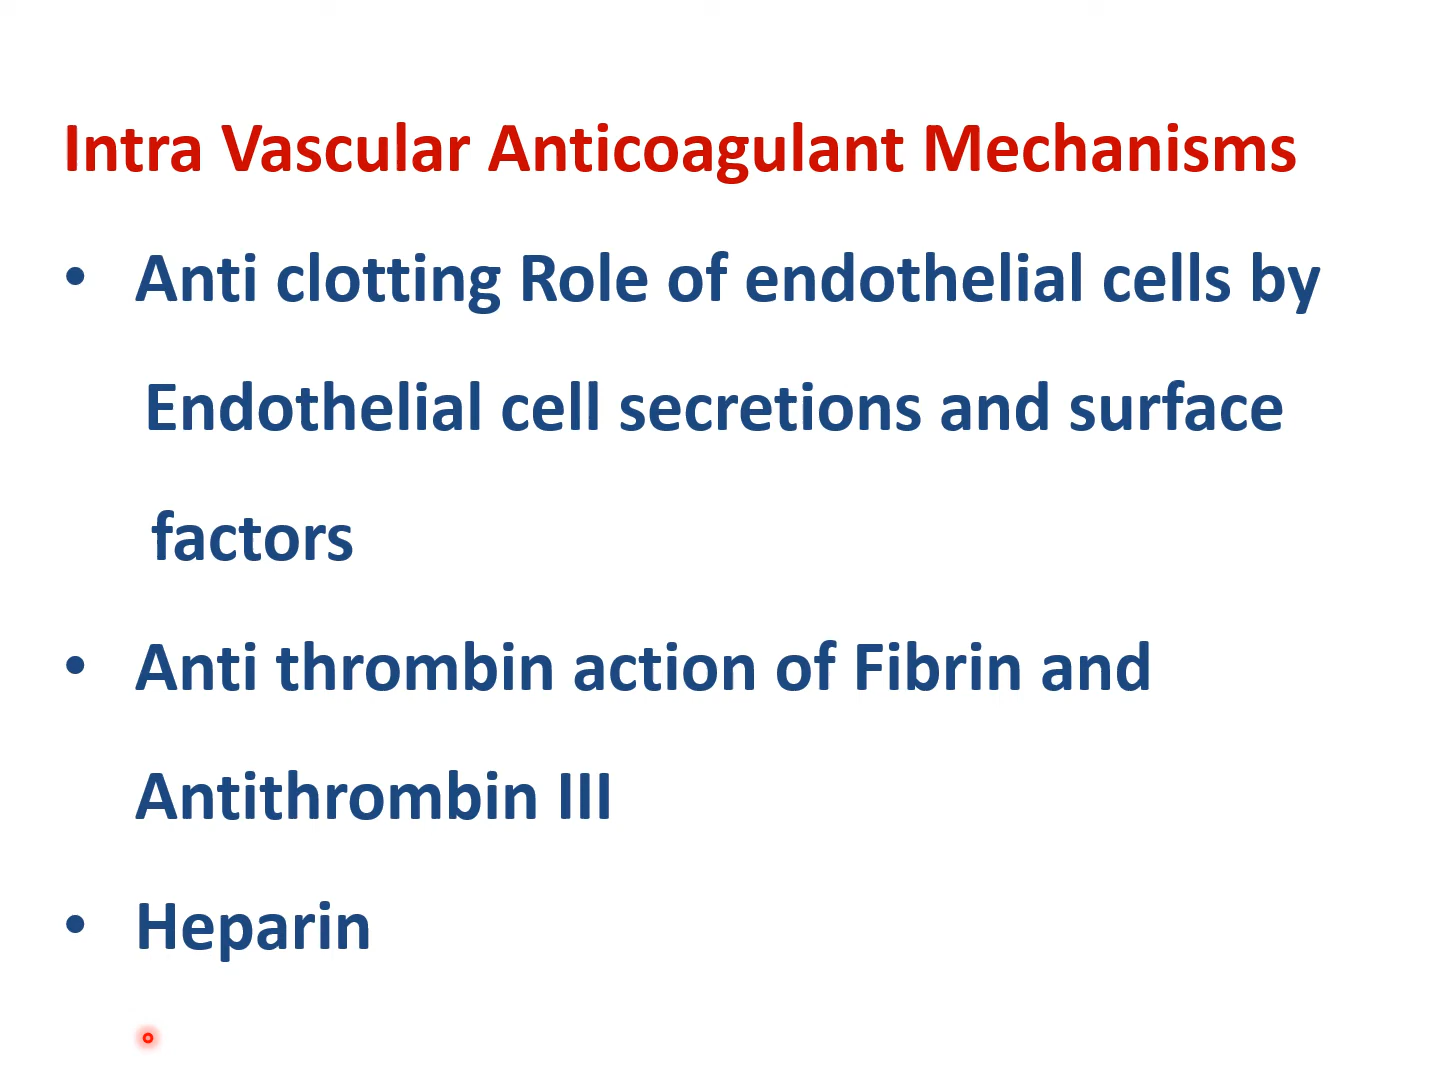 Intra Vascular Anticoagulant Mechanisms
• Anti clotting Role of endothelial cells by
Endothelial cell secretions and surface
factors
• Anti thrombin action of Fibrin and
Antithrombin III
• Heparin